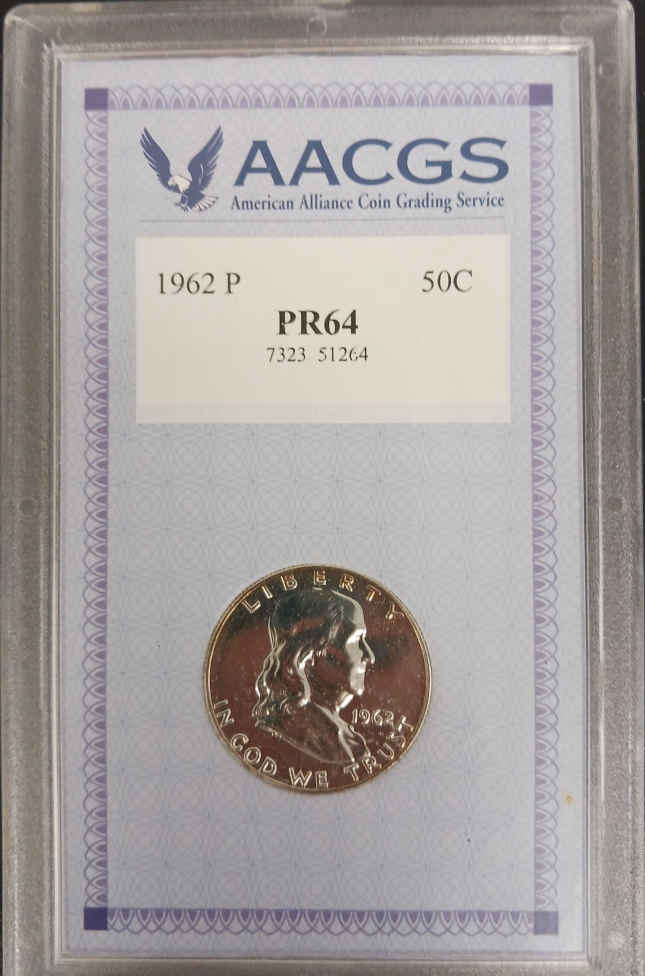 AACGS
American Alliance Coin Grading Service
1962 P 50C
PR64
7323 51264
LIBERTY
1962
IN GOD WE TRUST